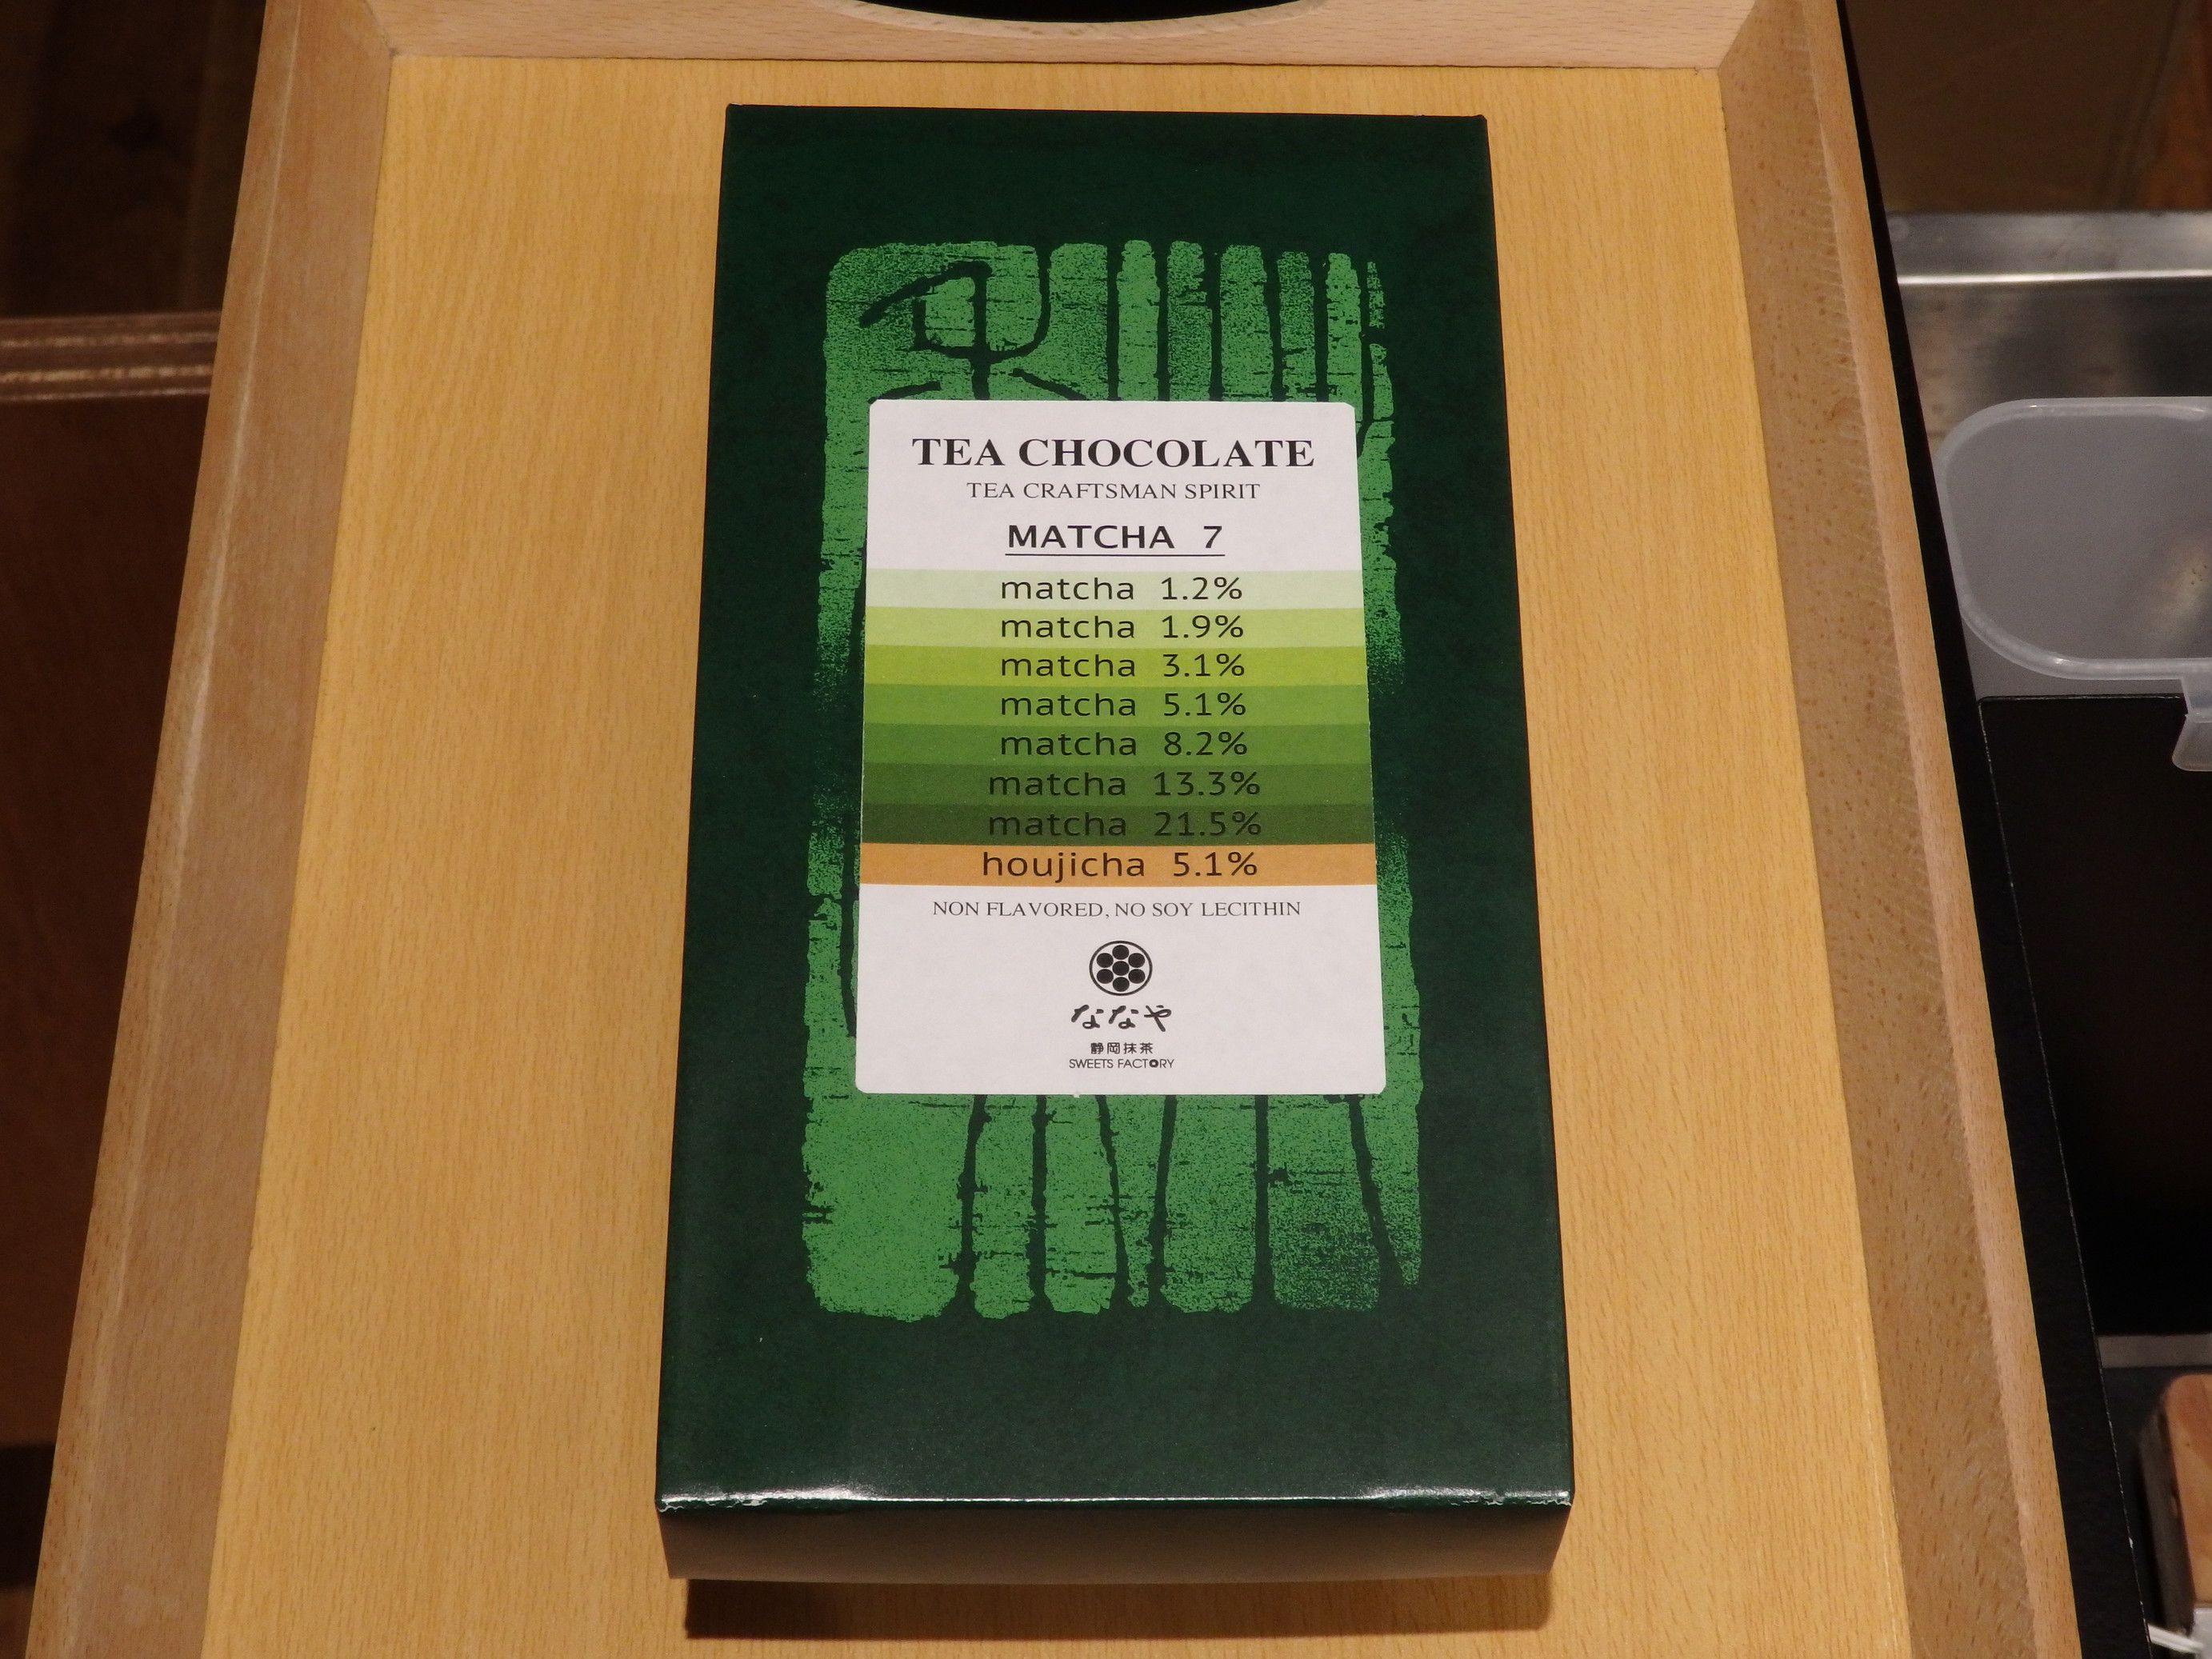 TEA CHOCOLATE
TEA CRAFTSMAN SPIRIT
MATCHA 7
matcha 1.2%
matcha 1.9%
matcha 3.1%
matcha 5.1%
matcha 8.2%
matcha 13.3%
matcha 21.5%
houjicha 5.1%
NON FLAVORED, NO SOY LECITHIN
ななや
静岡抹茶
SWEETS FACTORY